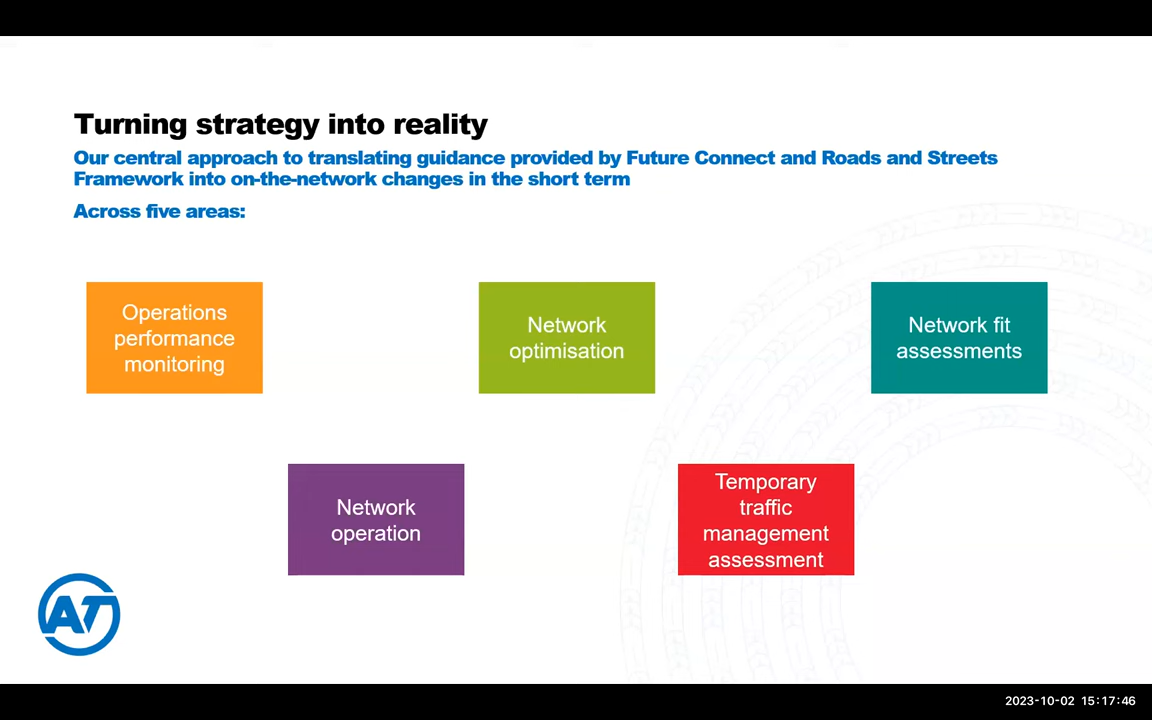 Turning strategy into reality
Our central approach to translating guidance provided by Future Connect and Roads and Streets
Framework into on-the-network changes in the short term
Across five areas:
Operations
performance
monitoring
Network
optimisation
Network fit
assessments
Network
operation
Temporary
traffic
management
assessment
AT
2023-10-02 15:17:46